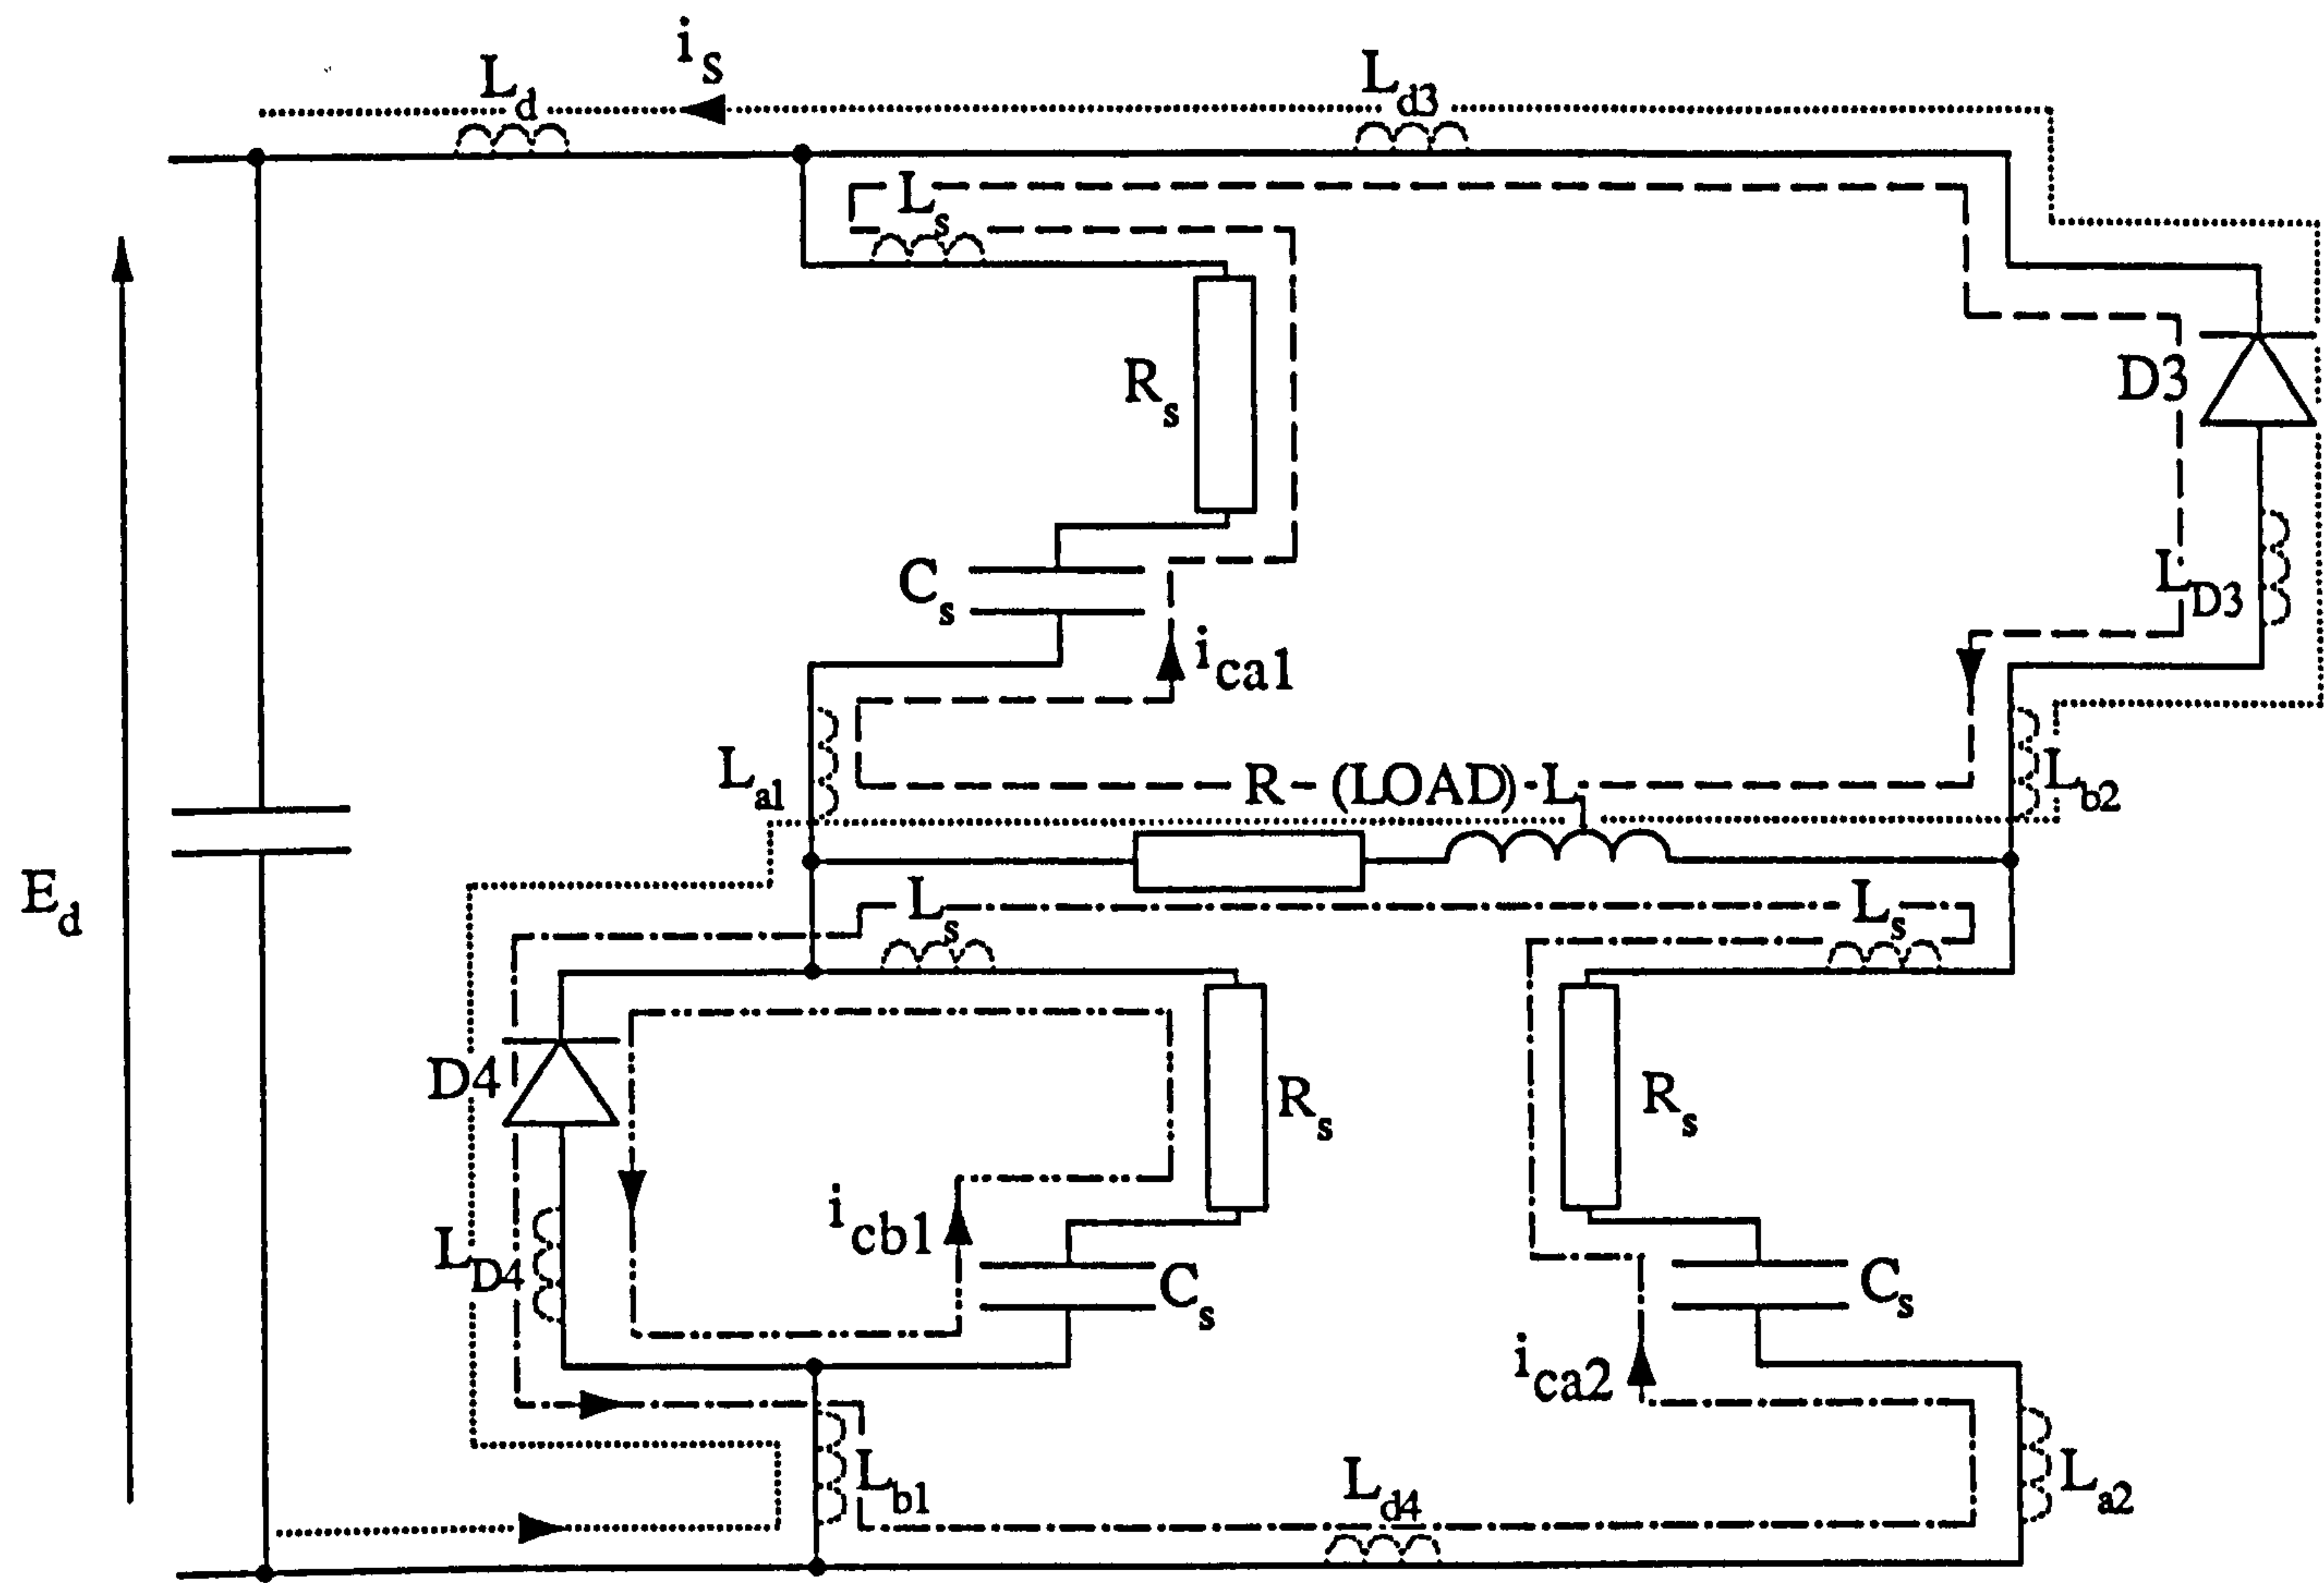 i_s
L_d
L_d3
L_s
R_s
D3
C_s
L_D3
i_ca1
L_a1
R (LOAD) L
L_b2
E_d
L_s
L_s
D4
R_s
R_s
i_cb1
L_D4
C_s
C_s
i_ca2
L_b1
L_d4
L_a2